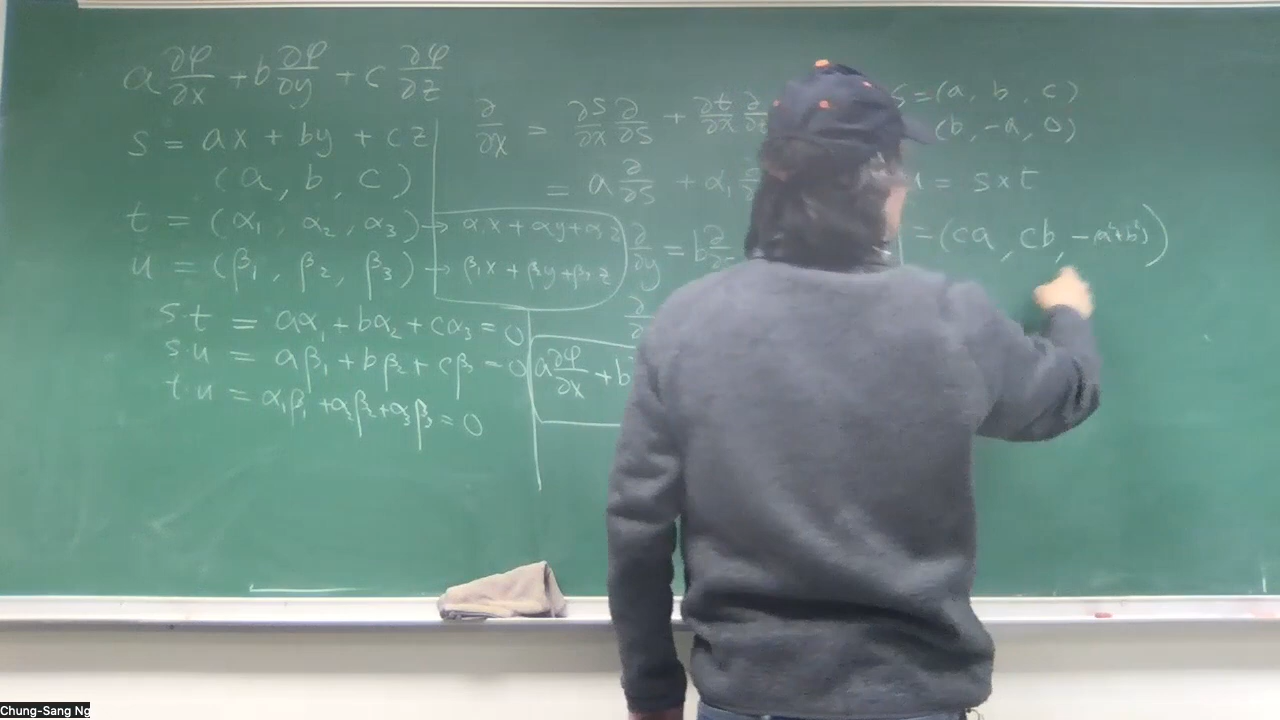 a ∂φ/∂x + b ∂φ/∂y + c ∂φ/∂z
s = ax + by + cz
(a, b, c)
t = (α₁, α₂, α₃) → α₁x + αy + α₃z
u = (β₁, β₂, β₃) → β₁x + β₂y + β₃z
s·t = aα₁ + bα₂ + cα₃ = 0
s·u = aβ₁ + bβ₂ + cβ₃ = 0
t·u = α₁β₁ + α₂β₂ + α₃β₃ = 0
∂/∂x = ∂s/∂x ∂/∂s + ∂t/∂x
= a ∂/∂s + α₁
∂/∂y = b
a ∂φ/∂x + b
s = (a, b, c)
(b, -a, 0)
u = s×t
= (ca, cb, -(a²+b²))
Chung-Sang Ng